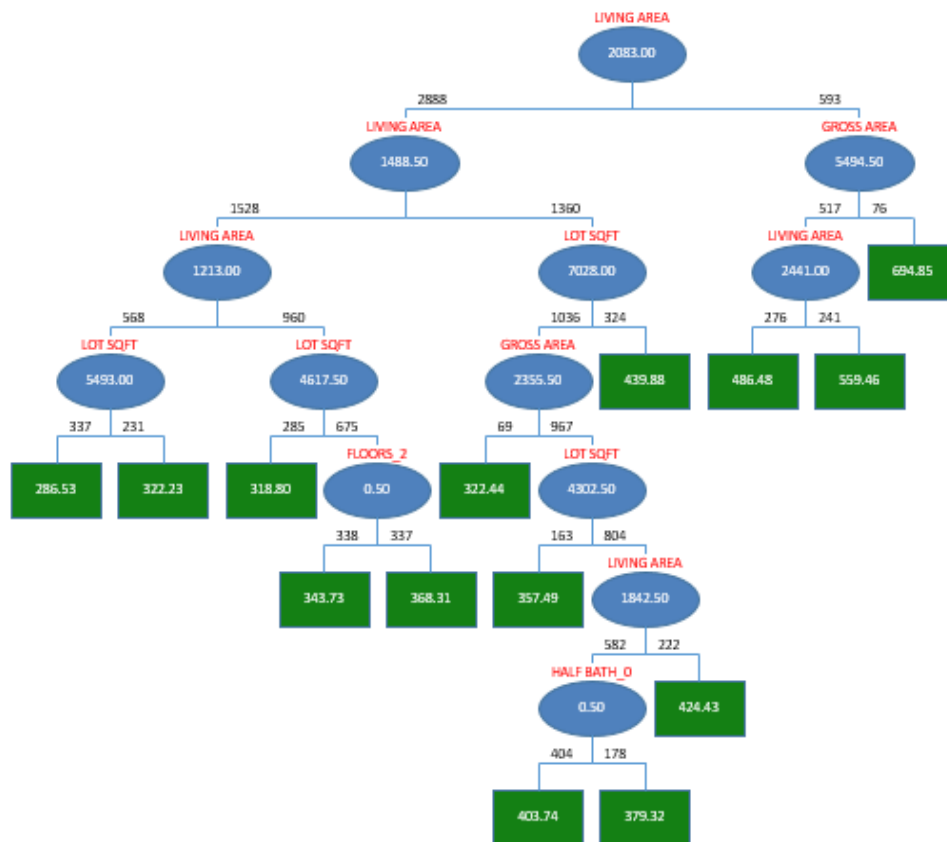 LIVING AREA
2083.00
2888 593
LIVING AREA GROSS AREA
1488.50 5494.50
1528 1360 517 76
LIVING AREA LOT SQFT LIVING AREA
1213.00 7028.00 2441.00 694.85
568 960 1036 324 276 241
LOT SQFT LOT SQFT GROSS AREA
5493.00 4617.50 2355.50 439.88 486.48 559.46
337 231 285 675 69 967
FLOORS_2 LOT SQFT
286.53 322.23 318.80 0.50 322.44 4302.50
338 337 163 804
LIVING AREA
343.73 368.31 357.49 1842.50
582 222
HALF BATH_0
0.50 424.43
404 178
403.74 379.32